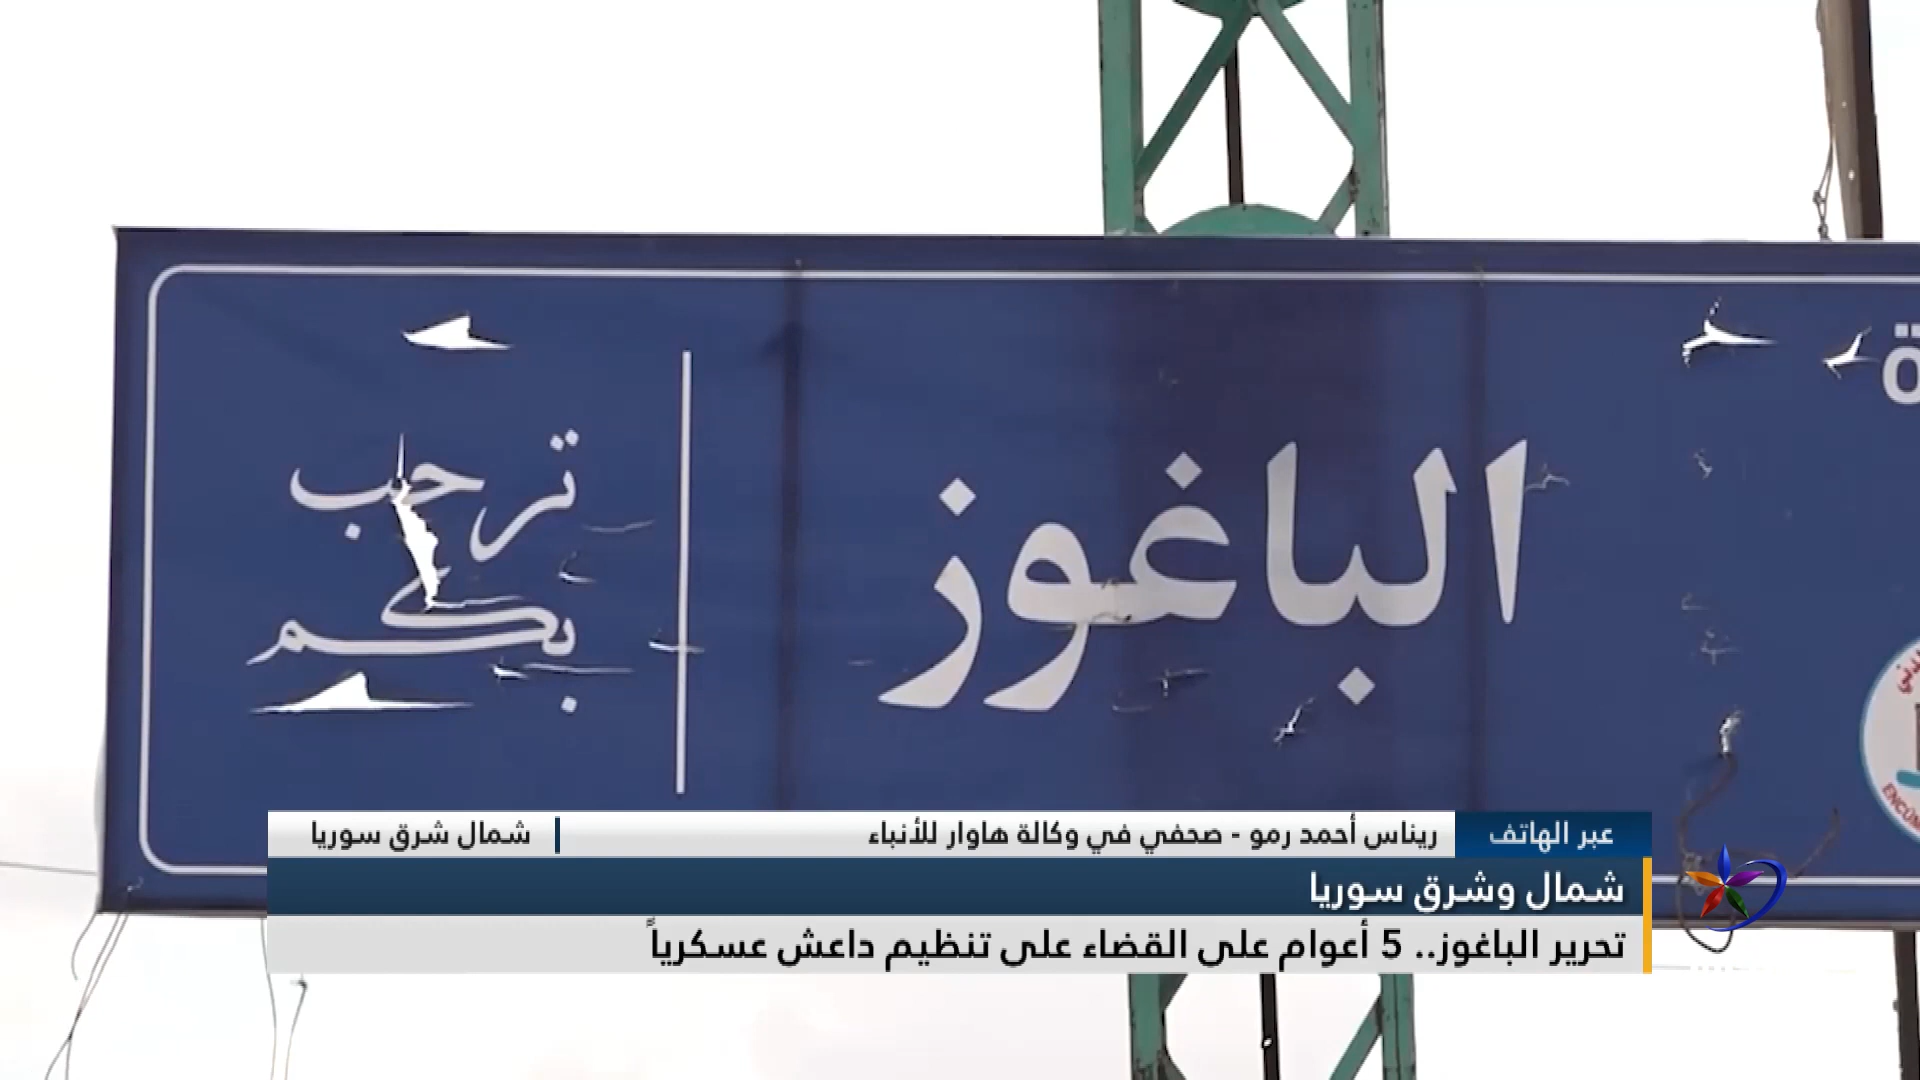 الباغوز
ترحب
بكم
عبر الهاتف
ريناس أحمد رمو - صحفي في وكالة هاوار للأنباء
شمال شرق سوريا
شمال وشرق سوريا
تحرير الباغوز.. 5 أعوام على القضاء على تنظيم داعش عسكرياً